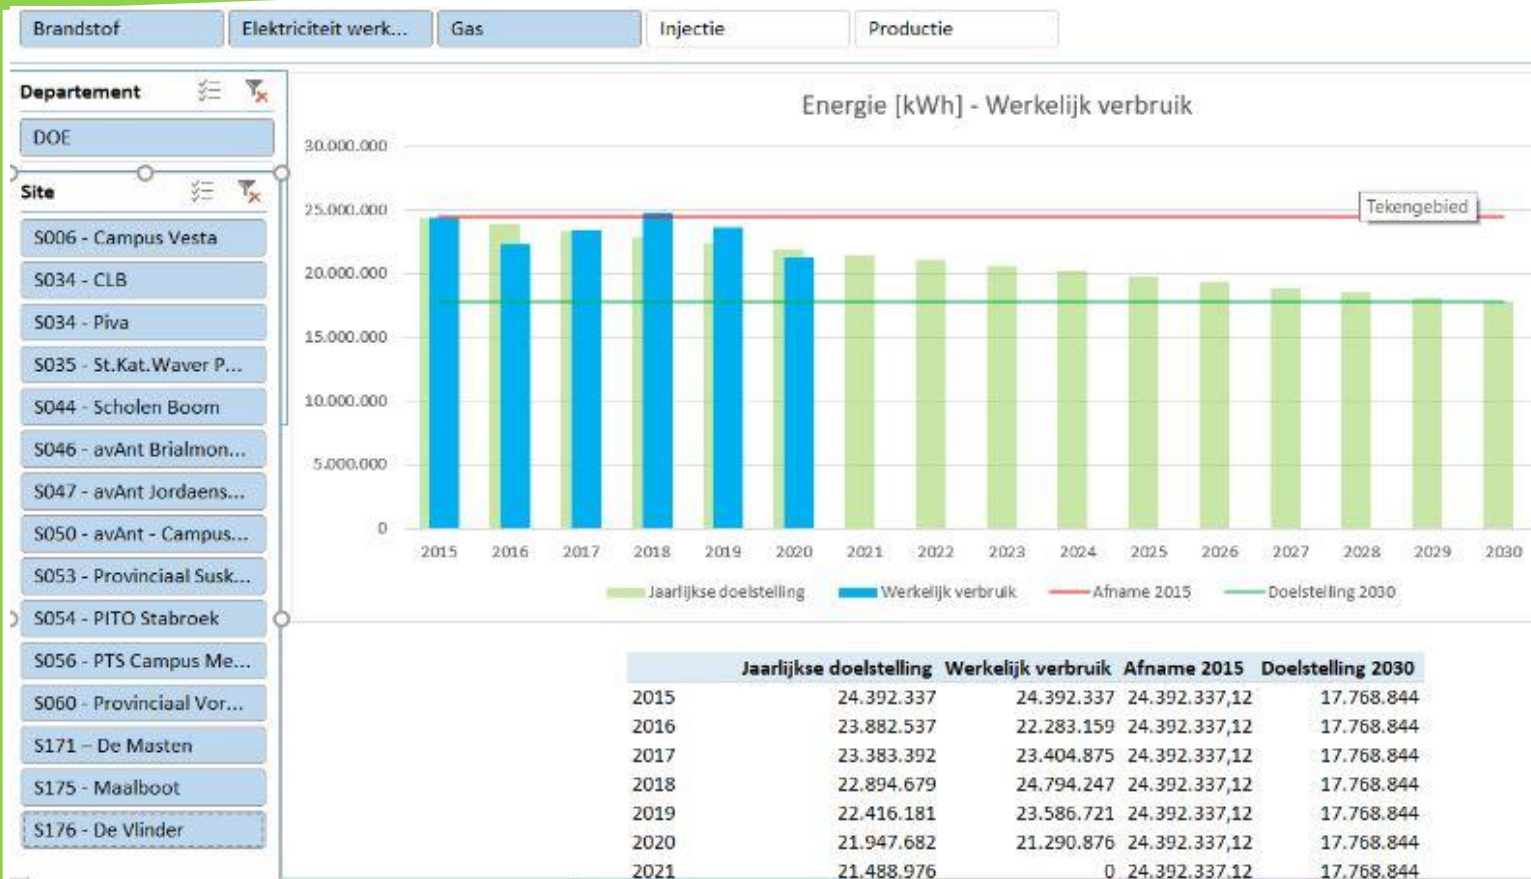 Brandstof
Elektriciteit werk...
Gas
Injectie
Productie
Departement
DOE
Site
S006 - Campus Vesta
S034 - CLB
S034 - Piva
S035 - St.Kat.Waver P...
S044 - Scholen Boom
S046 - avAnt Brialmon...
S047 - avAnt Jordaens...
S050 - avAnt - Campus...
S053 - Provinciaal Susk...
S054 - PITO Stabroek
S056 - PTS Campus Me...
S060 - Provinciaal Vor...
S171 – De Masten
S175 - Maalboot
S176 - De Vlinder
Energie [kWh] - Werkelijk verbruik
30.000.000
25.000.000
20.000.000
15.000.000
10.000.000
5.000.000
0
Tekengebied
2015 2016 2017 2018 2019 2020 2021 2022 2023 2024 2025 2026 2027 2028 2029 2030
Jaarlijkse doelstelling Werkelijk verbruik Afname 2015 Doelstelling 2030
Jaarlijkse doelstelling Werkelijk verbruik Afname 2015 Doelstelling 2030
2015 24.392.337 24.392.337 24.392.337,12 17.768.844
2016 23.882.537 22.283.159 24.392.337,12 17.768.844
2017 23.383.392 23.404.875 24.392.337,12 17.768.844
2018 22.894.679 24.794.247 24.392.337,12 17.768.844
2019 22.416.181 23.586.721 24.392.337,12 17.768.844
2020 21.947.682 21.290.876 24.392.337,12 17.768.844
2021 21.488.976 0 24.392.337,12 17.768.844